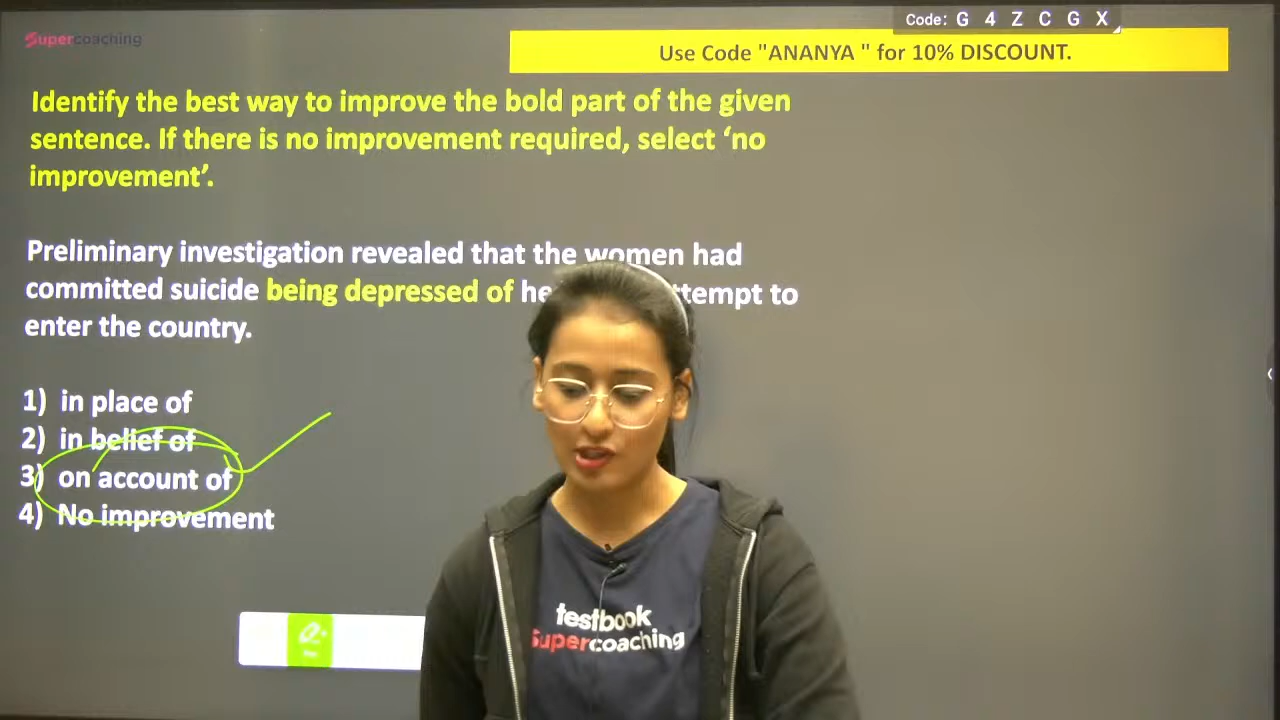 Code: G 4 Z C G X
Supercoaching
Use Code "ANANYA " for 10% DISCOUNT.
Identify the best way to improve the bold part of the given
sentence. If there is no improvement required, select ‘no
improvement’.
Preliminary investigation revealed that the women had
committed suicide being depressed of to
enter the country.
1) in place of
2) in belief of
3) on account of
4) No improvement
testbook
Supercoaching